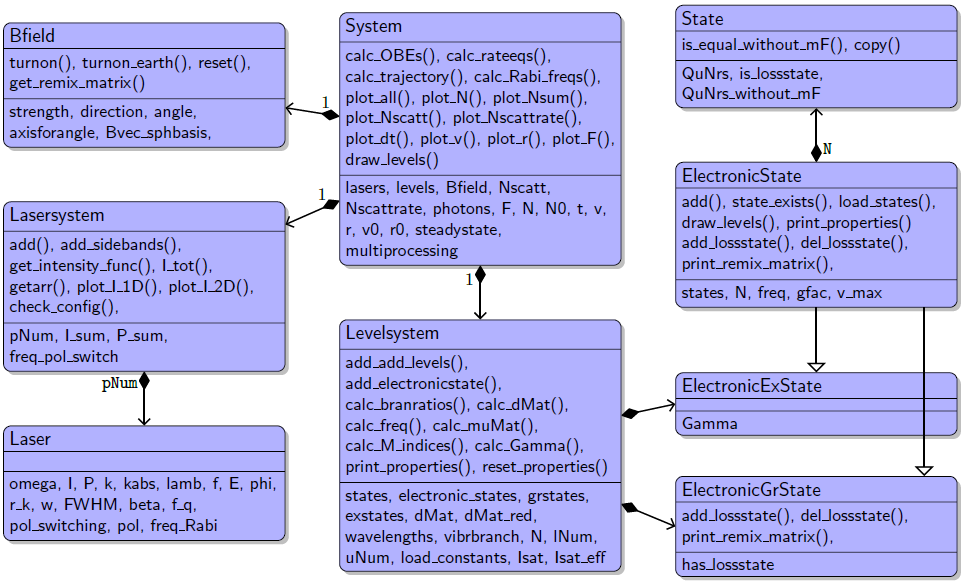 Bfield
turnon(), turnon_earth(), reset(),
get_remix_matrix()
strength, direction, angle,
axisforangle, Bvec_sphbasis,
1
System
calc_OBEs(), calc_rateeqs(),
calc_trajectory(), calc_Rabi_freqs(),
plot_all(), plot_N(), plot_Nsum(),
plot_Nscatt(), plot_Nscattrate(),
plot_dt(), plot_v(), plot_r(), plot_F(),
draw_levels()
lasers, levels, Bfield, Nscatt,
Nscattrate, photons, F, N, N0, t, v,
r, v0, r0, steadystate,
multiprocessing
1
1
Lasersystem
add(), add_sidebands(),
get_intensity_func(), I_tot(),
getarr(), plot_I_1D(), plot_I_2D(),
check_config(),
pNum, I_sum, P_sum,
freq_pol_switch
pNum
Laser
omega, I, P, k, kabs, lamb, f, E, phi,
r_k, w, FWHM, beta, f_q,
pol_switching, pol, freq_Rabi
Levelsystem
add_add_levels(),
add_electronicstate(),
calc_branratios(), calc_dMat(),
calc_freq(), calc_muMat(),
calc_M_indices(), calc_Gamma(),
print_properties(), reset_properties()
states, electronic_states, grstates,
exstates, dMat, dMat_red,
wavelengths, vibrbranch, N, lNum,
uNum, load_constants, Isat, Isat_eff
State
is_equal_without_mF(), copy()
QuNrs, is_lossstate,
QuNrs_without_mF
N
ElectronicState
add(), state_exists(), load_states(),
draw_levels(), print_properties()
add_lossstate(), del_lossstate(),
print_remix_matrix(),
states, N, freq, gfac, v_max
ElectronicExState
Gamma
ElectronicGrState
add_lossstate(), del_lossstate(),
print_remix_matrix(),
has_lossstate